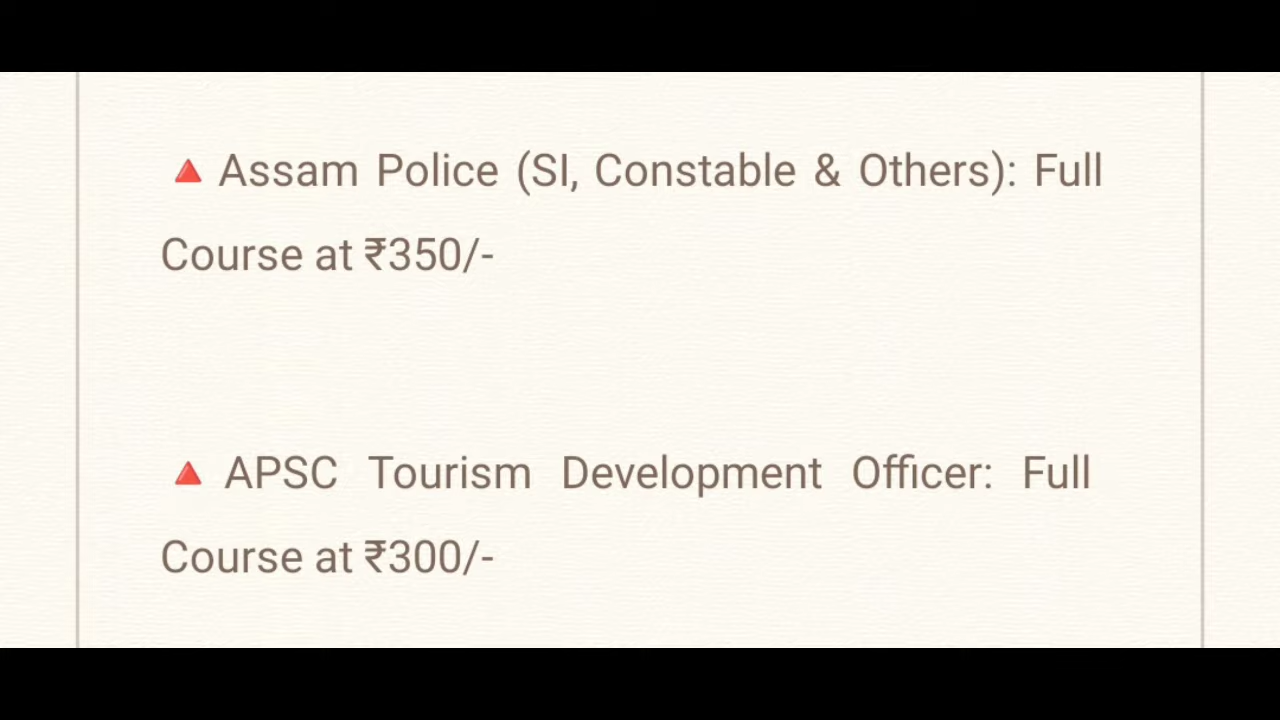 🔺Assam Police (SI, Constable & Others): Full
Course at ₹350/-
🔺APSC Tourism Development Officer: Full
Course at ₹300/-